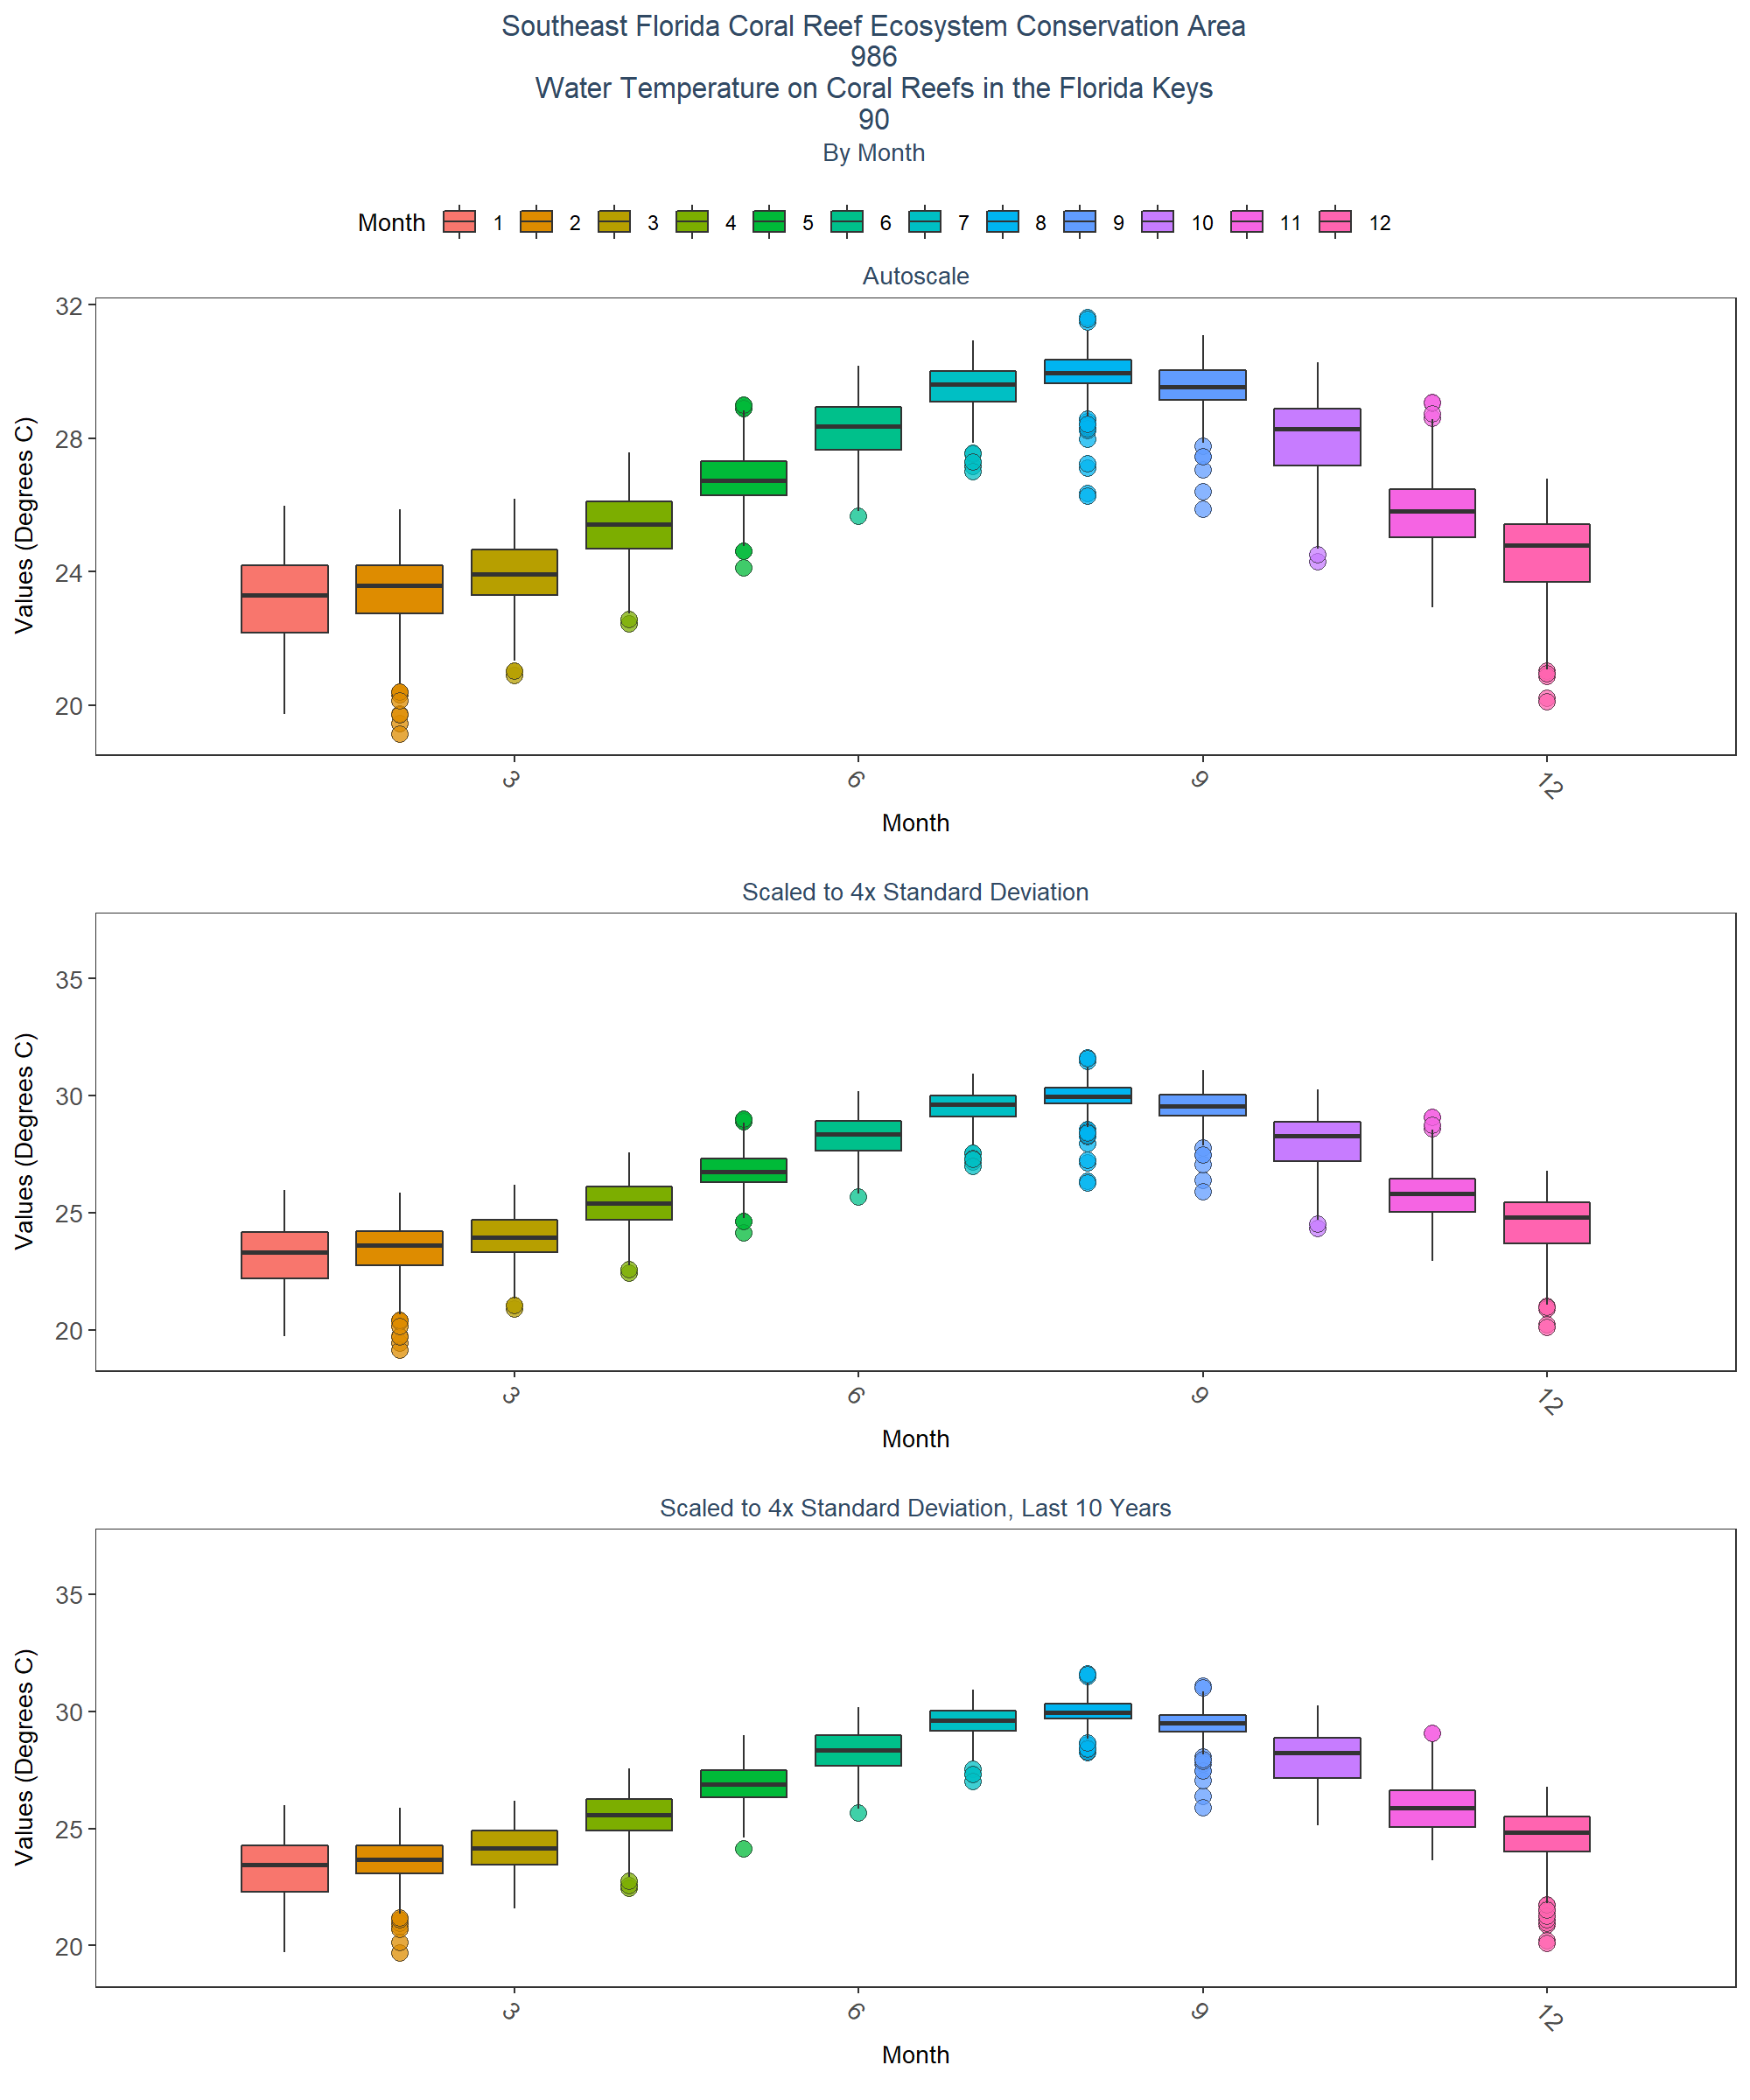 Southeast Florida Coral Reef Ecosystem Conservation Area
986
Water Temperature on Coral Reefs in the Florida Keys
90
By Month
Month 1 2 3 4 5 6 7 8 9 10 11 12
Autoscale
Values (Degrees C)
32
28
24
20
3 6 9 12
Month
Scaled to 4x Standard Deviation
Values (Degrees C)
35
30
25
20
3 6 9 12
Month
Scaled to 4x Standard Deviation, Last 10 Years
Values (Degrees C)
35
30
25
20
3 6 9 12
Month